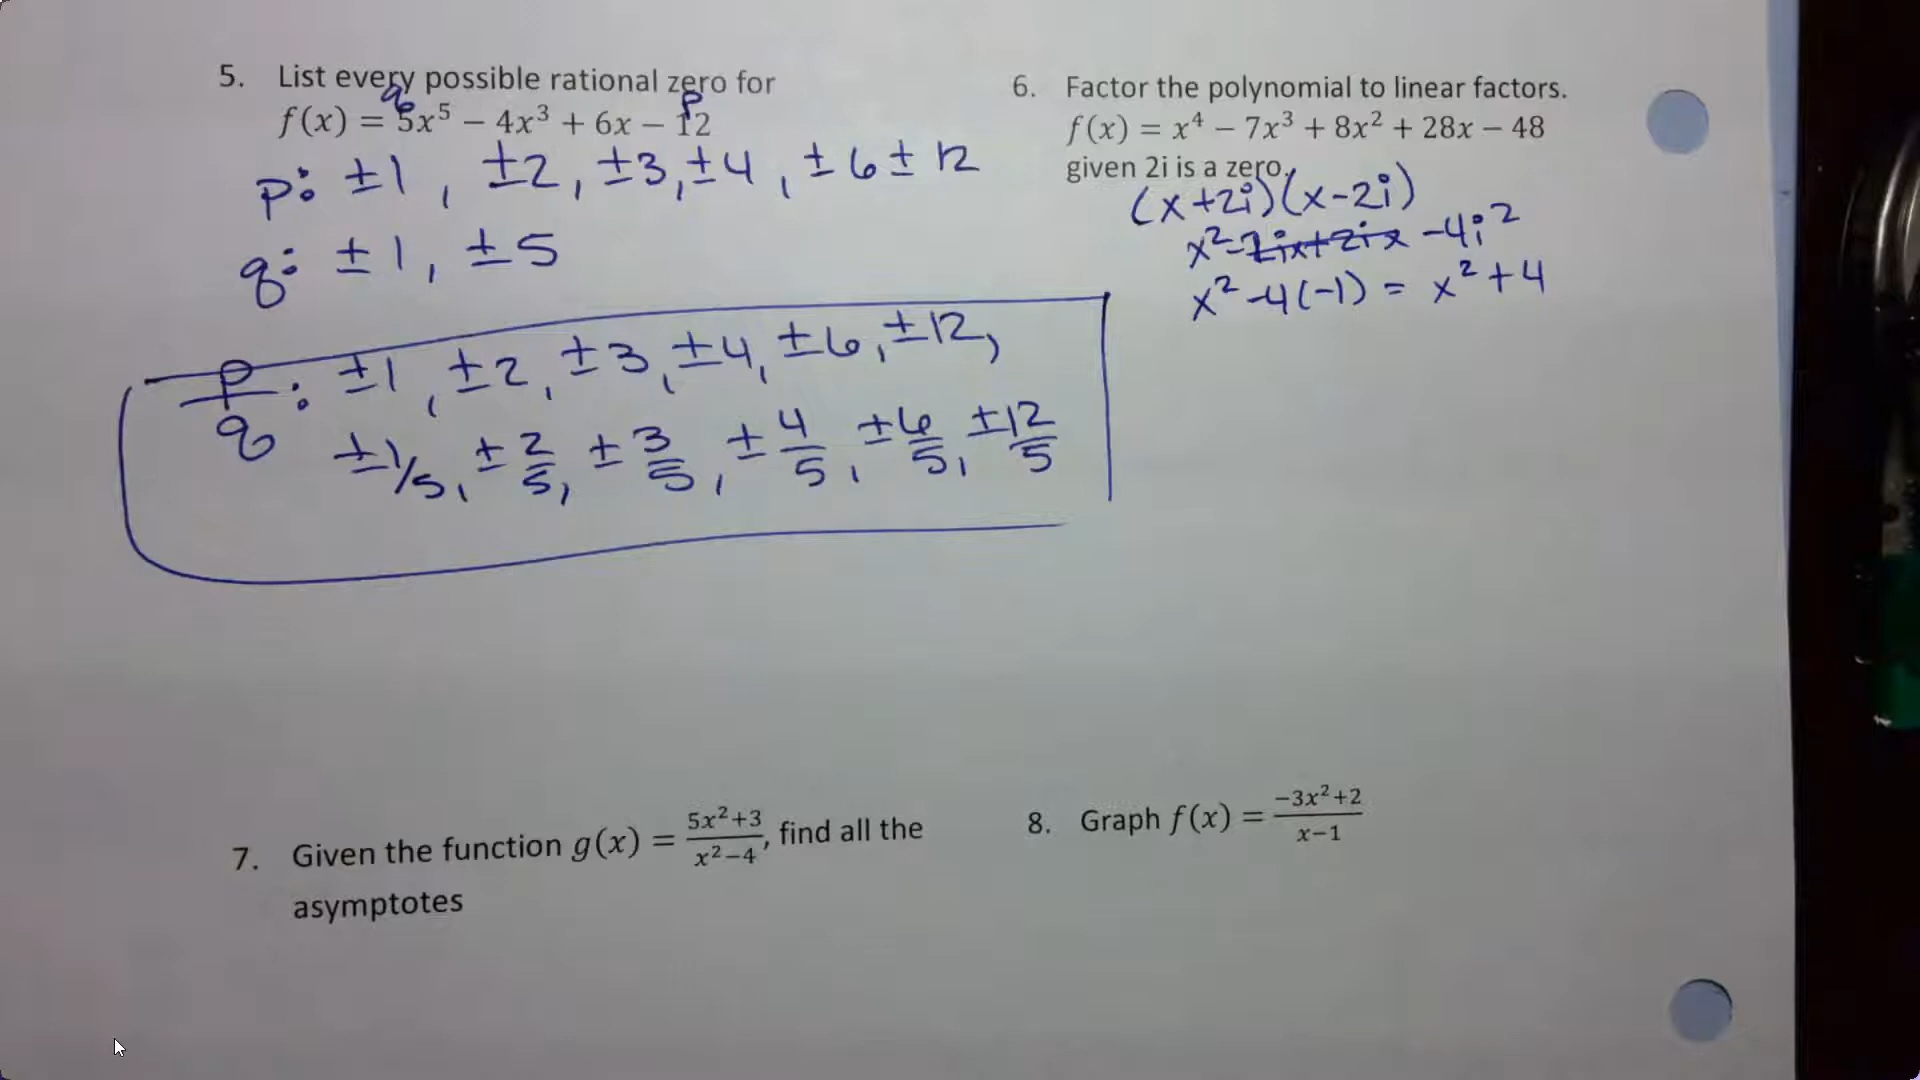 5. List every possible rational zero for
q p
f(x) = 5x⁵ − 4x³ + 6x − 12
p: ±1, ±2, ±3, ±4, ±6 ±12
q: ±1, ±5
p/q: ±1, ±2, ±3, ±4, ±6, ±12,
±1/5, ±2/5, ±3/5, ±4/5, ±6/5, ±12/5
6. Factor the polynomial to linear factors.
f(x) = x⁴ − 7x³ + 8x² + 28x − 48
given 2i is a zero.
(x+2i)(x−2i)
x²−2ix+2ix −4i²
x²−4(−1) = x²+4
7. Given the function g(x) = (5x²+3)/(x²−4), find all the
asymptotes
8. Graph f(x) = (−3x²+2)/(x−1)